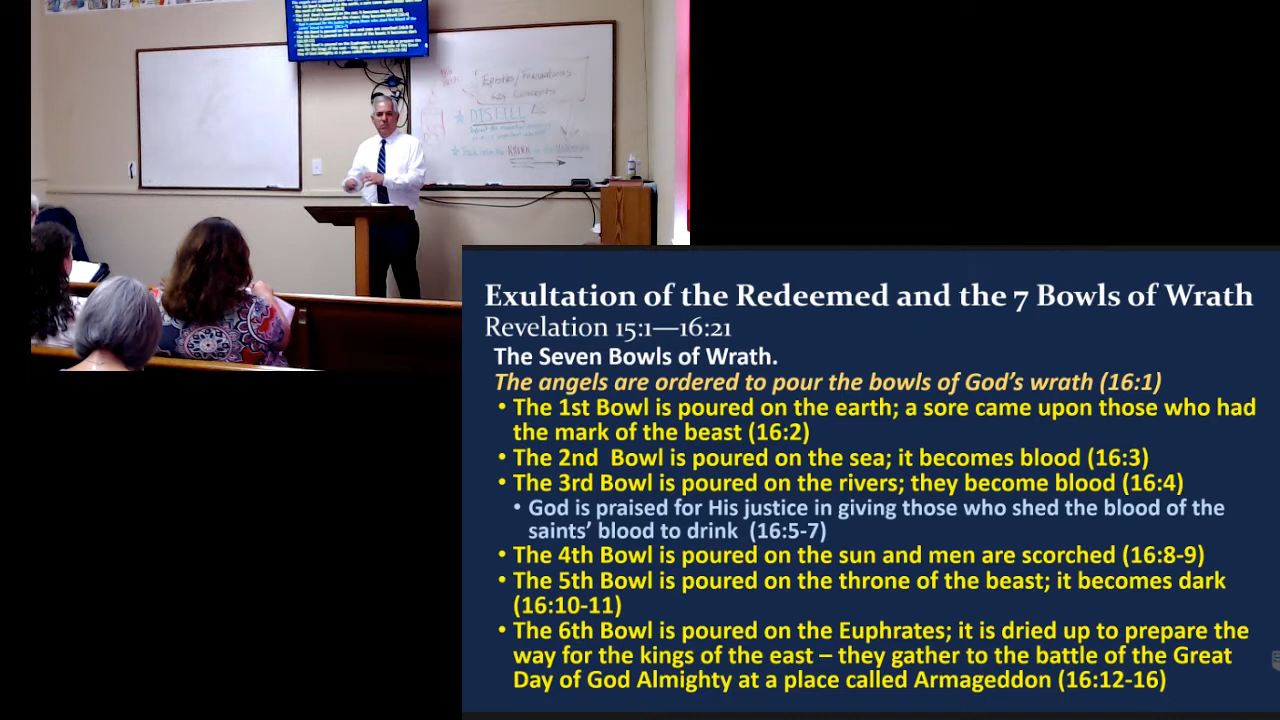 Epistles/Foundations
Key Concepts
DISTILL
Exultation of the Redeemed and the 7 Bowls of Wrath
Revelation 15:1—16:21
The Seven Bowls of Wrath.
The angels are ordered to pour the bowls of God's wrath (16:1)
• The 1st Bowl is poured on the earth; a sore came upon those who had
the mark of the beast (16:2)
• The 2nd  Bowl is poured on the sea; it becomes blood (16:3)
• The 3rd Bowl is poured on the rivers; they become blood (16:4)
• God is praised for His justice in giving those who shed the blood of the
saints' blood to drink  (16:5-7)
• The 4th Bowl is poured on the sun and men are scorched (16:8-9)
• The 5th Bowl is poured on the throne of the beast; it becomes dark
(16:10-11)
• The 6th Bowl is poured on the Euphrates; it is dried up to prepare the
way for the kings of the east – they gather to the battle of the Great
Day of God Almighty at a place called Armageddon (16:12-16)